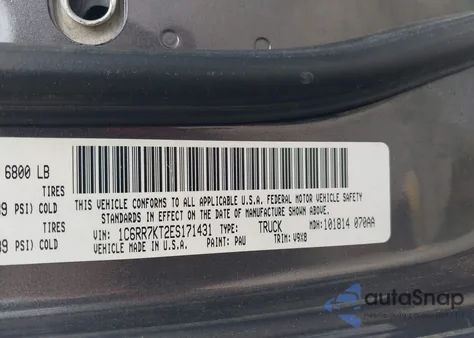 6800 LB
TIRES
THIS VEHICLE CONFORMS TO ALL APPLICABLE U.S.A. FEDERAL MOTOR VEHICLE SAFETY
PSI) COLD
STANDARDS IN EFFECT ON THE DATE OF MANUFACTURE SHOWN ABOVE.
TIRES
VIN: 1C6RR7KT2ES171431 TYPE: TRUCK MDH: 101814 070AA
PSI) COLD
VEHICLE MADE IN U.S.A. PAINT: PAU TRIM: V9X8
autoSnap